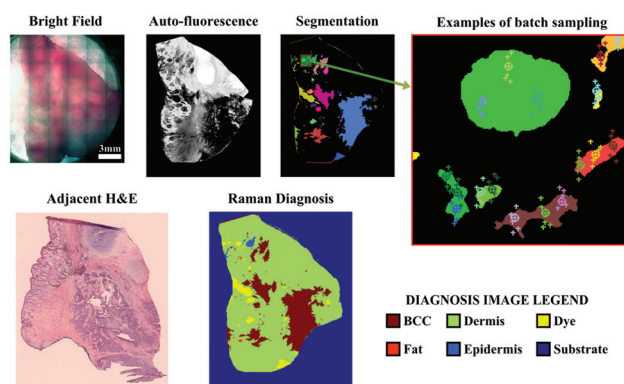 Bright Field
Auto-fluorescence
Segmentation
Examples of batch sampling
3mm
Adjacent H&E
Raman Diagnosis
DIAGNOSIS IMAGE LEGEND
BCC
Dermis
Dye
Fat
Epidermis
Substrate